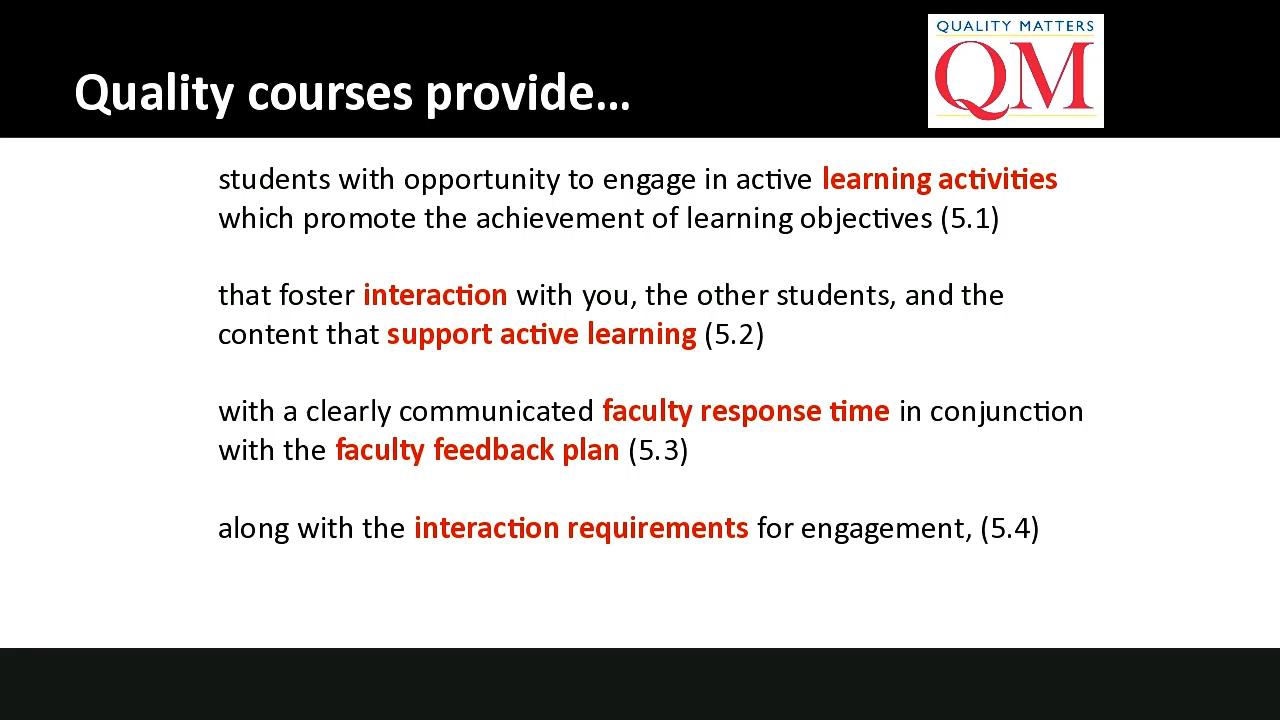 QUALITY MATTERS
QM
Quality courses provide…
students with opportunity to engage in active learning activities
which promote the achievement of learning objectives (5.1)
that foster interaction with you, the other students, and the
content that support active learning (5.2)
with a clearly communicated faculty response time in conjunction
with the faculty feedback plan (5.3)
along with the interaction requirements for engagement, (5.4)